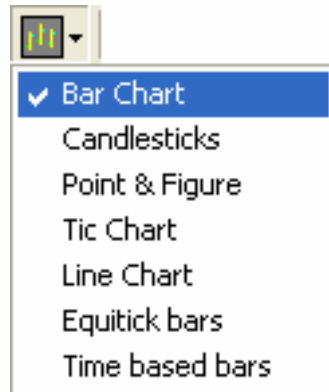 Bar Chart
Candlesticks
Point & Figure
Tic Chart
Line Chart
Equitick bars
Time based bars